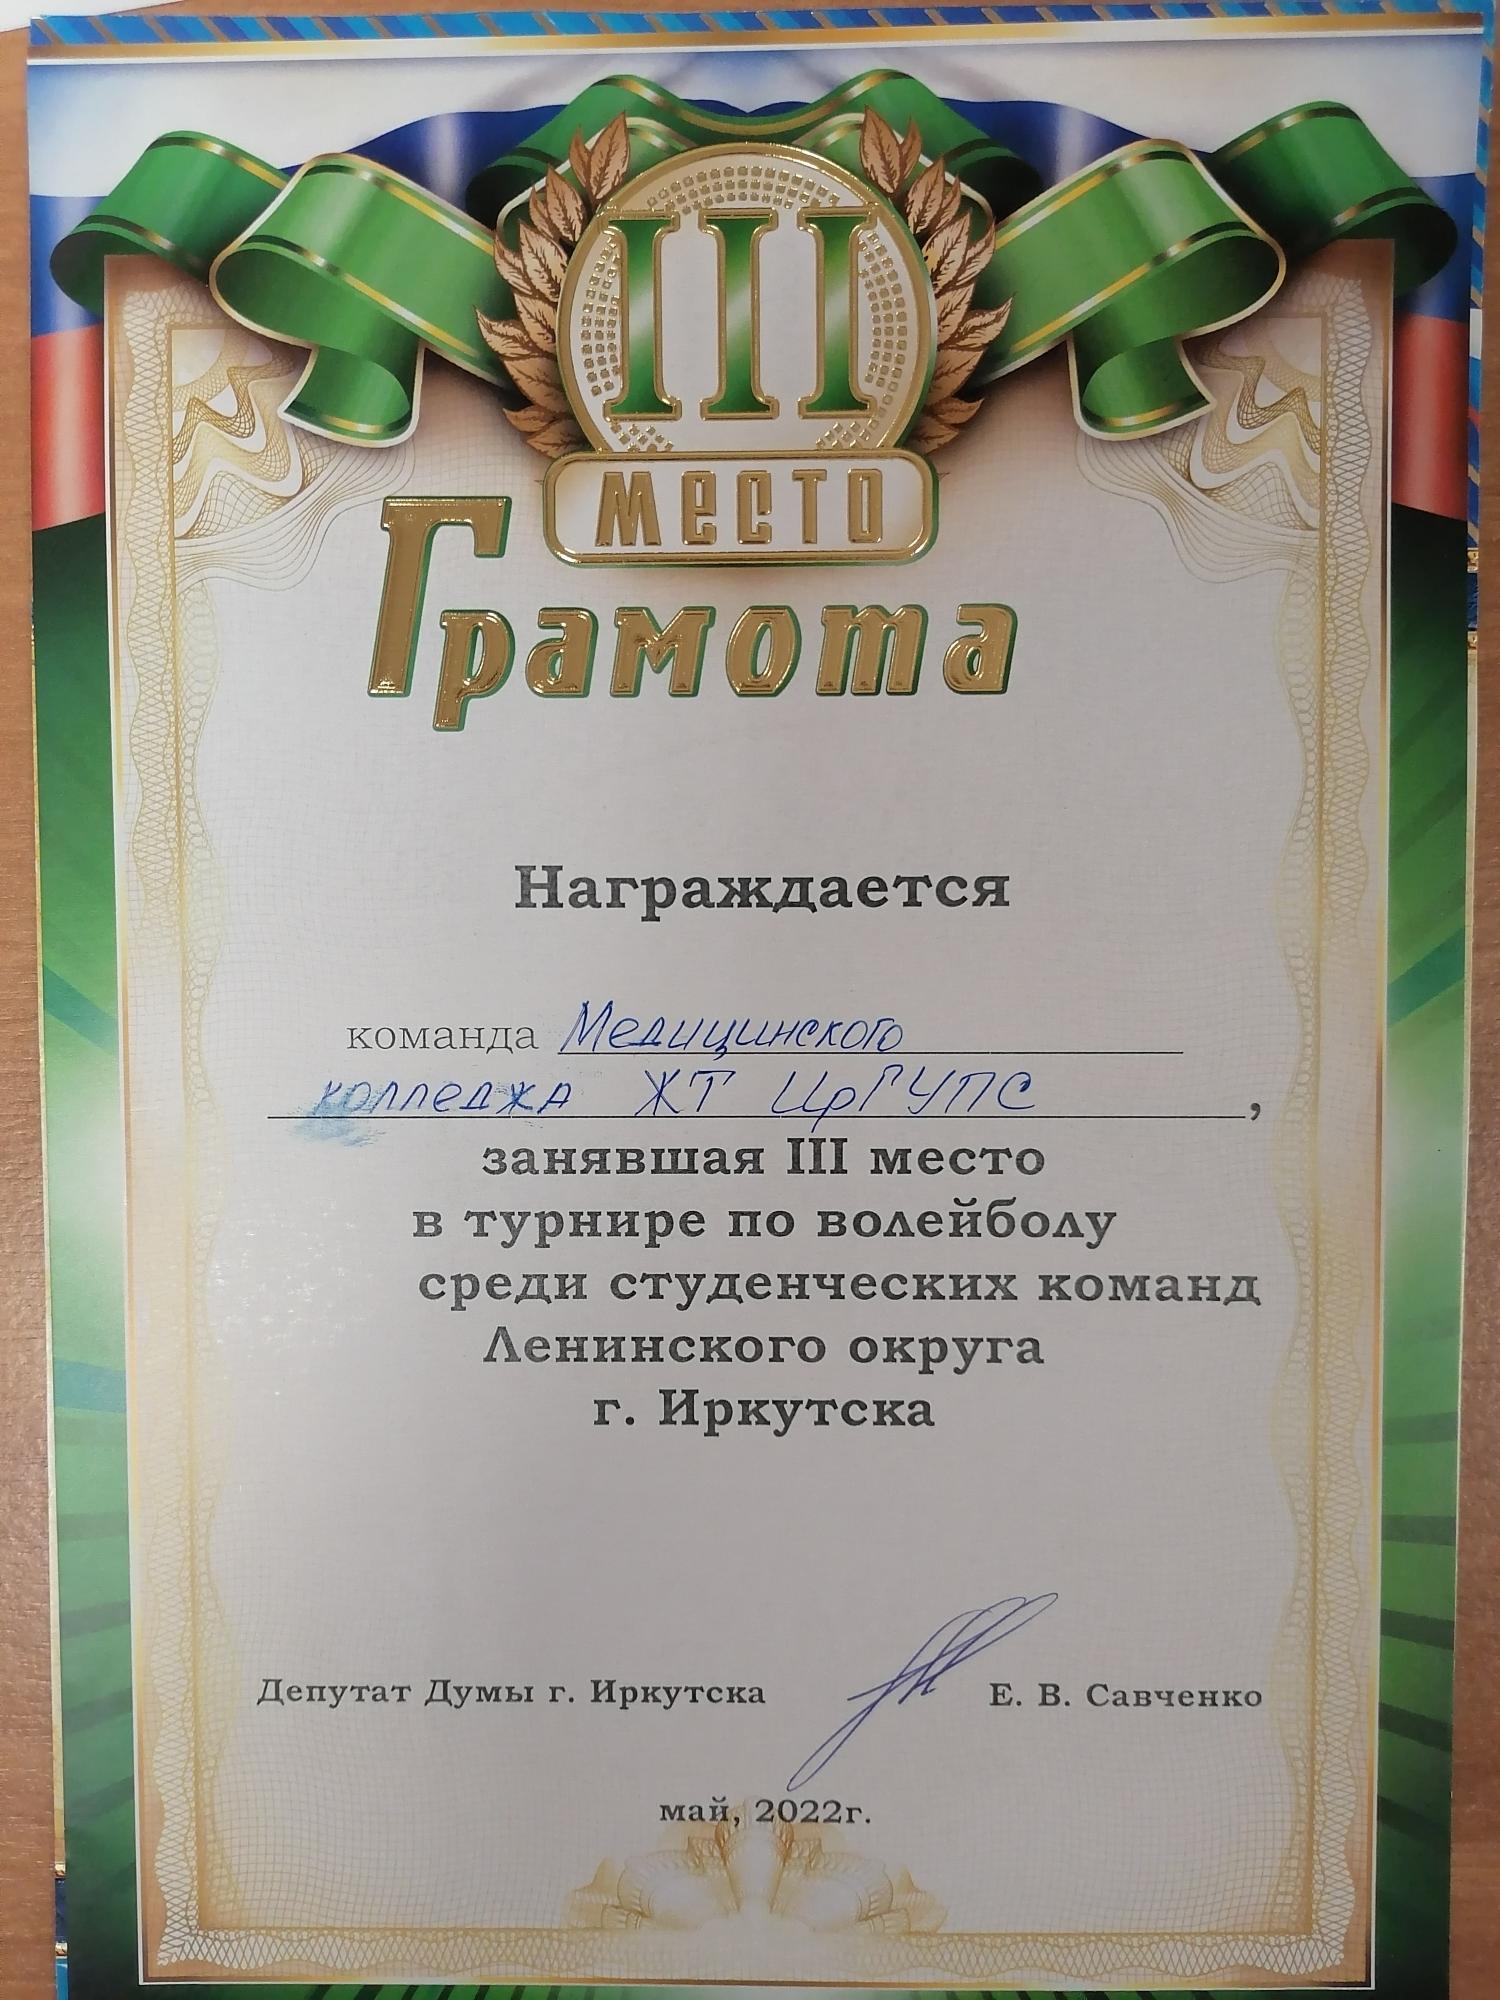 III
место
Грамота
Награждается
команда Медицинского
колледжа ЖТ ИрГУПС,
занявшая III место
в турнире по волейболу
среди студенческих команд
Ленинского округа
г. Иркутска
Депутат Думы г. Иркутска Е. В. Савченко
май, 2022г.